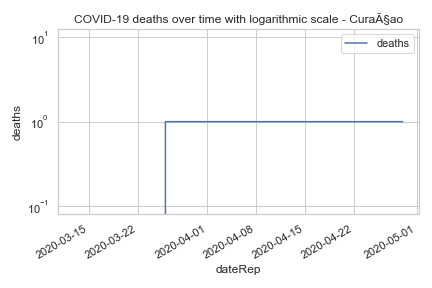 COVID-19 deaths over time with logarithmic scale - CuraÃ§ao
deaths
10¹
10⁰
10⁻¹
deaths
2020-03-15
2020-03-22
2020-04-01
2020-04-08
2020-04-15
2020-04-22
2020-05-01
dateRep